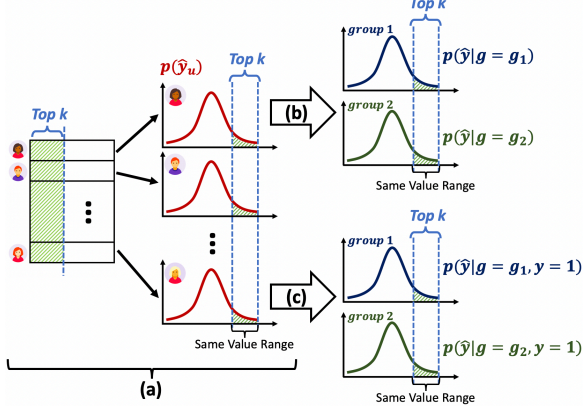 Top k
p(ŷ_u)
Top k
Same Value Range
(a)
(b)
Top k
group 1
p(ŷ|g = g₁)
group 2
p(ŷ|g = g₂)
Same Value Range
(c)
Top k
group 1
p(ŷ|g = g₁, y = 1)
group 2
p(ŷ|g = g₂, y = 1)
Same Value Range